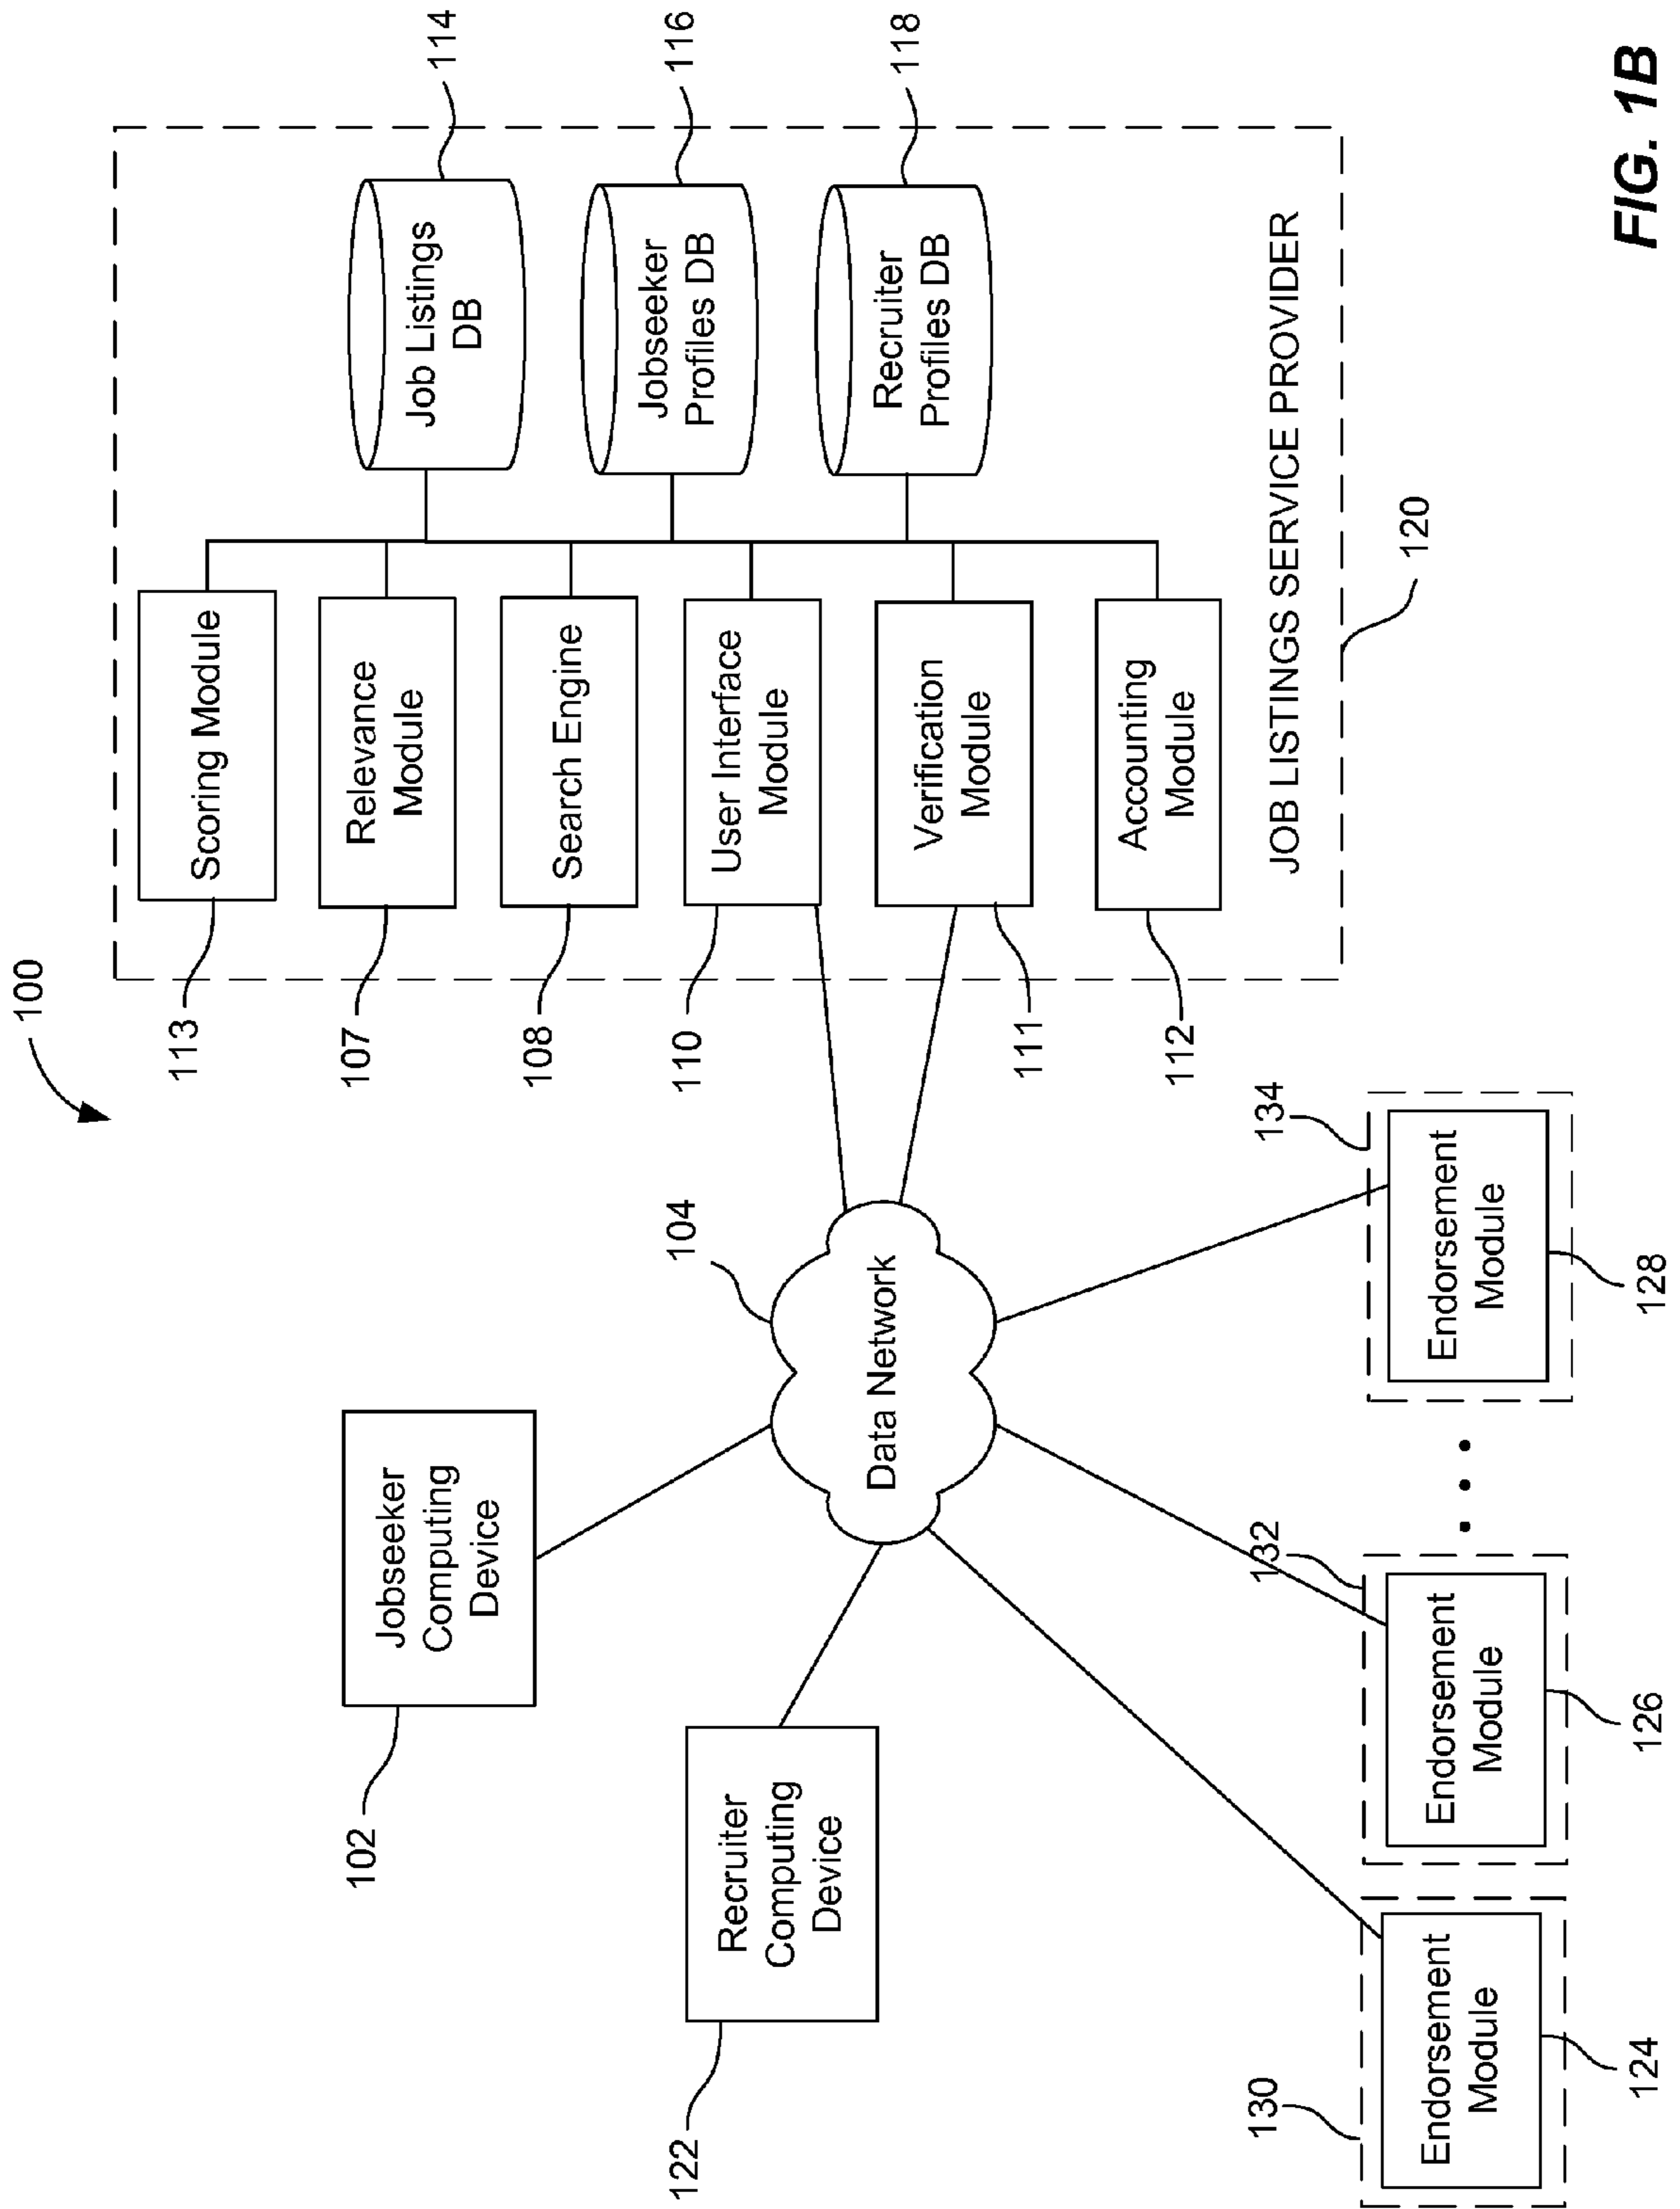 100
102
Jobseeker
Computing
Device
122
Recruiter
Computing
Device
104
Data Network
113
Scoring Module
107
Relevance
Module
108
Search Engine
110
User Interface
Module
111
Verification
Module
112
Accounting
Module
Job Listings
DB
114
Jobseeker
Profiles DB
116
Recruiter
Profiles DB
118
JOB LISTINGS SERVICE PROVIDER
120
130
Endorsement
Module
124
132
Endorsement
Module
126
134
Endorsement
Module
128
FIG. 1B